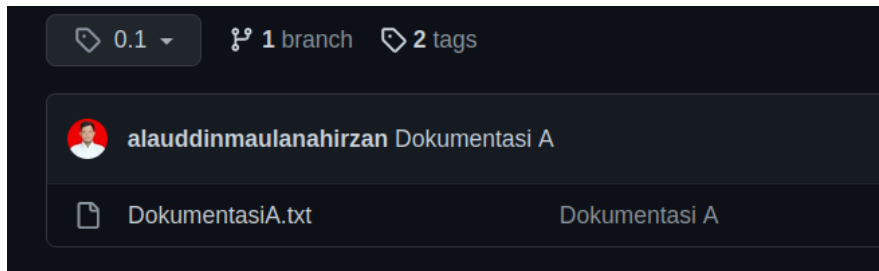 0.1 1 branch 2 tags
alauddinmaulanahirzan Dokumentasi A
DokumentasiA.txt Dokumentasi A